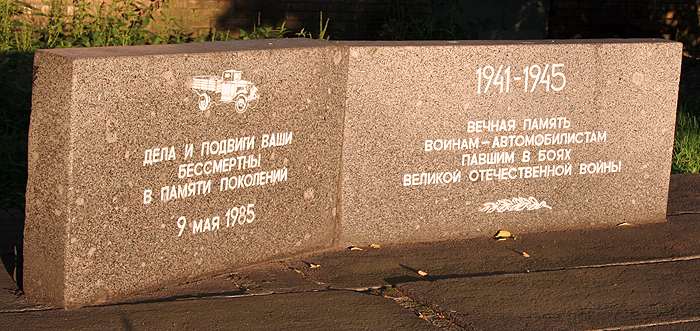 ДЕЛА И ПОДВИГИ ВАШИ
БЕССМЕРТНЫ
В ПАМЯТИ ПОКОЛЕНИЙ
9 МАЯ 1985
1941-1945
ВЕЧНАЯ ПАМЯТЬ
ВОИНАМ-АВТОМОБИЛИСТАМ
ПАВШИМ В БОЯХ
ВЕЛИКОЙ ОТЕЧЕСТВЕННОЙ ВОЙНЫ